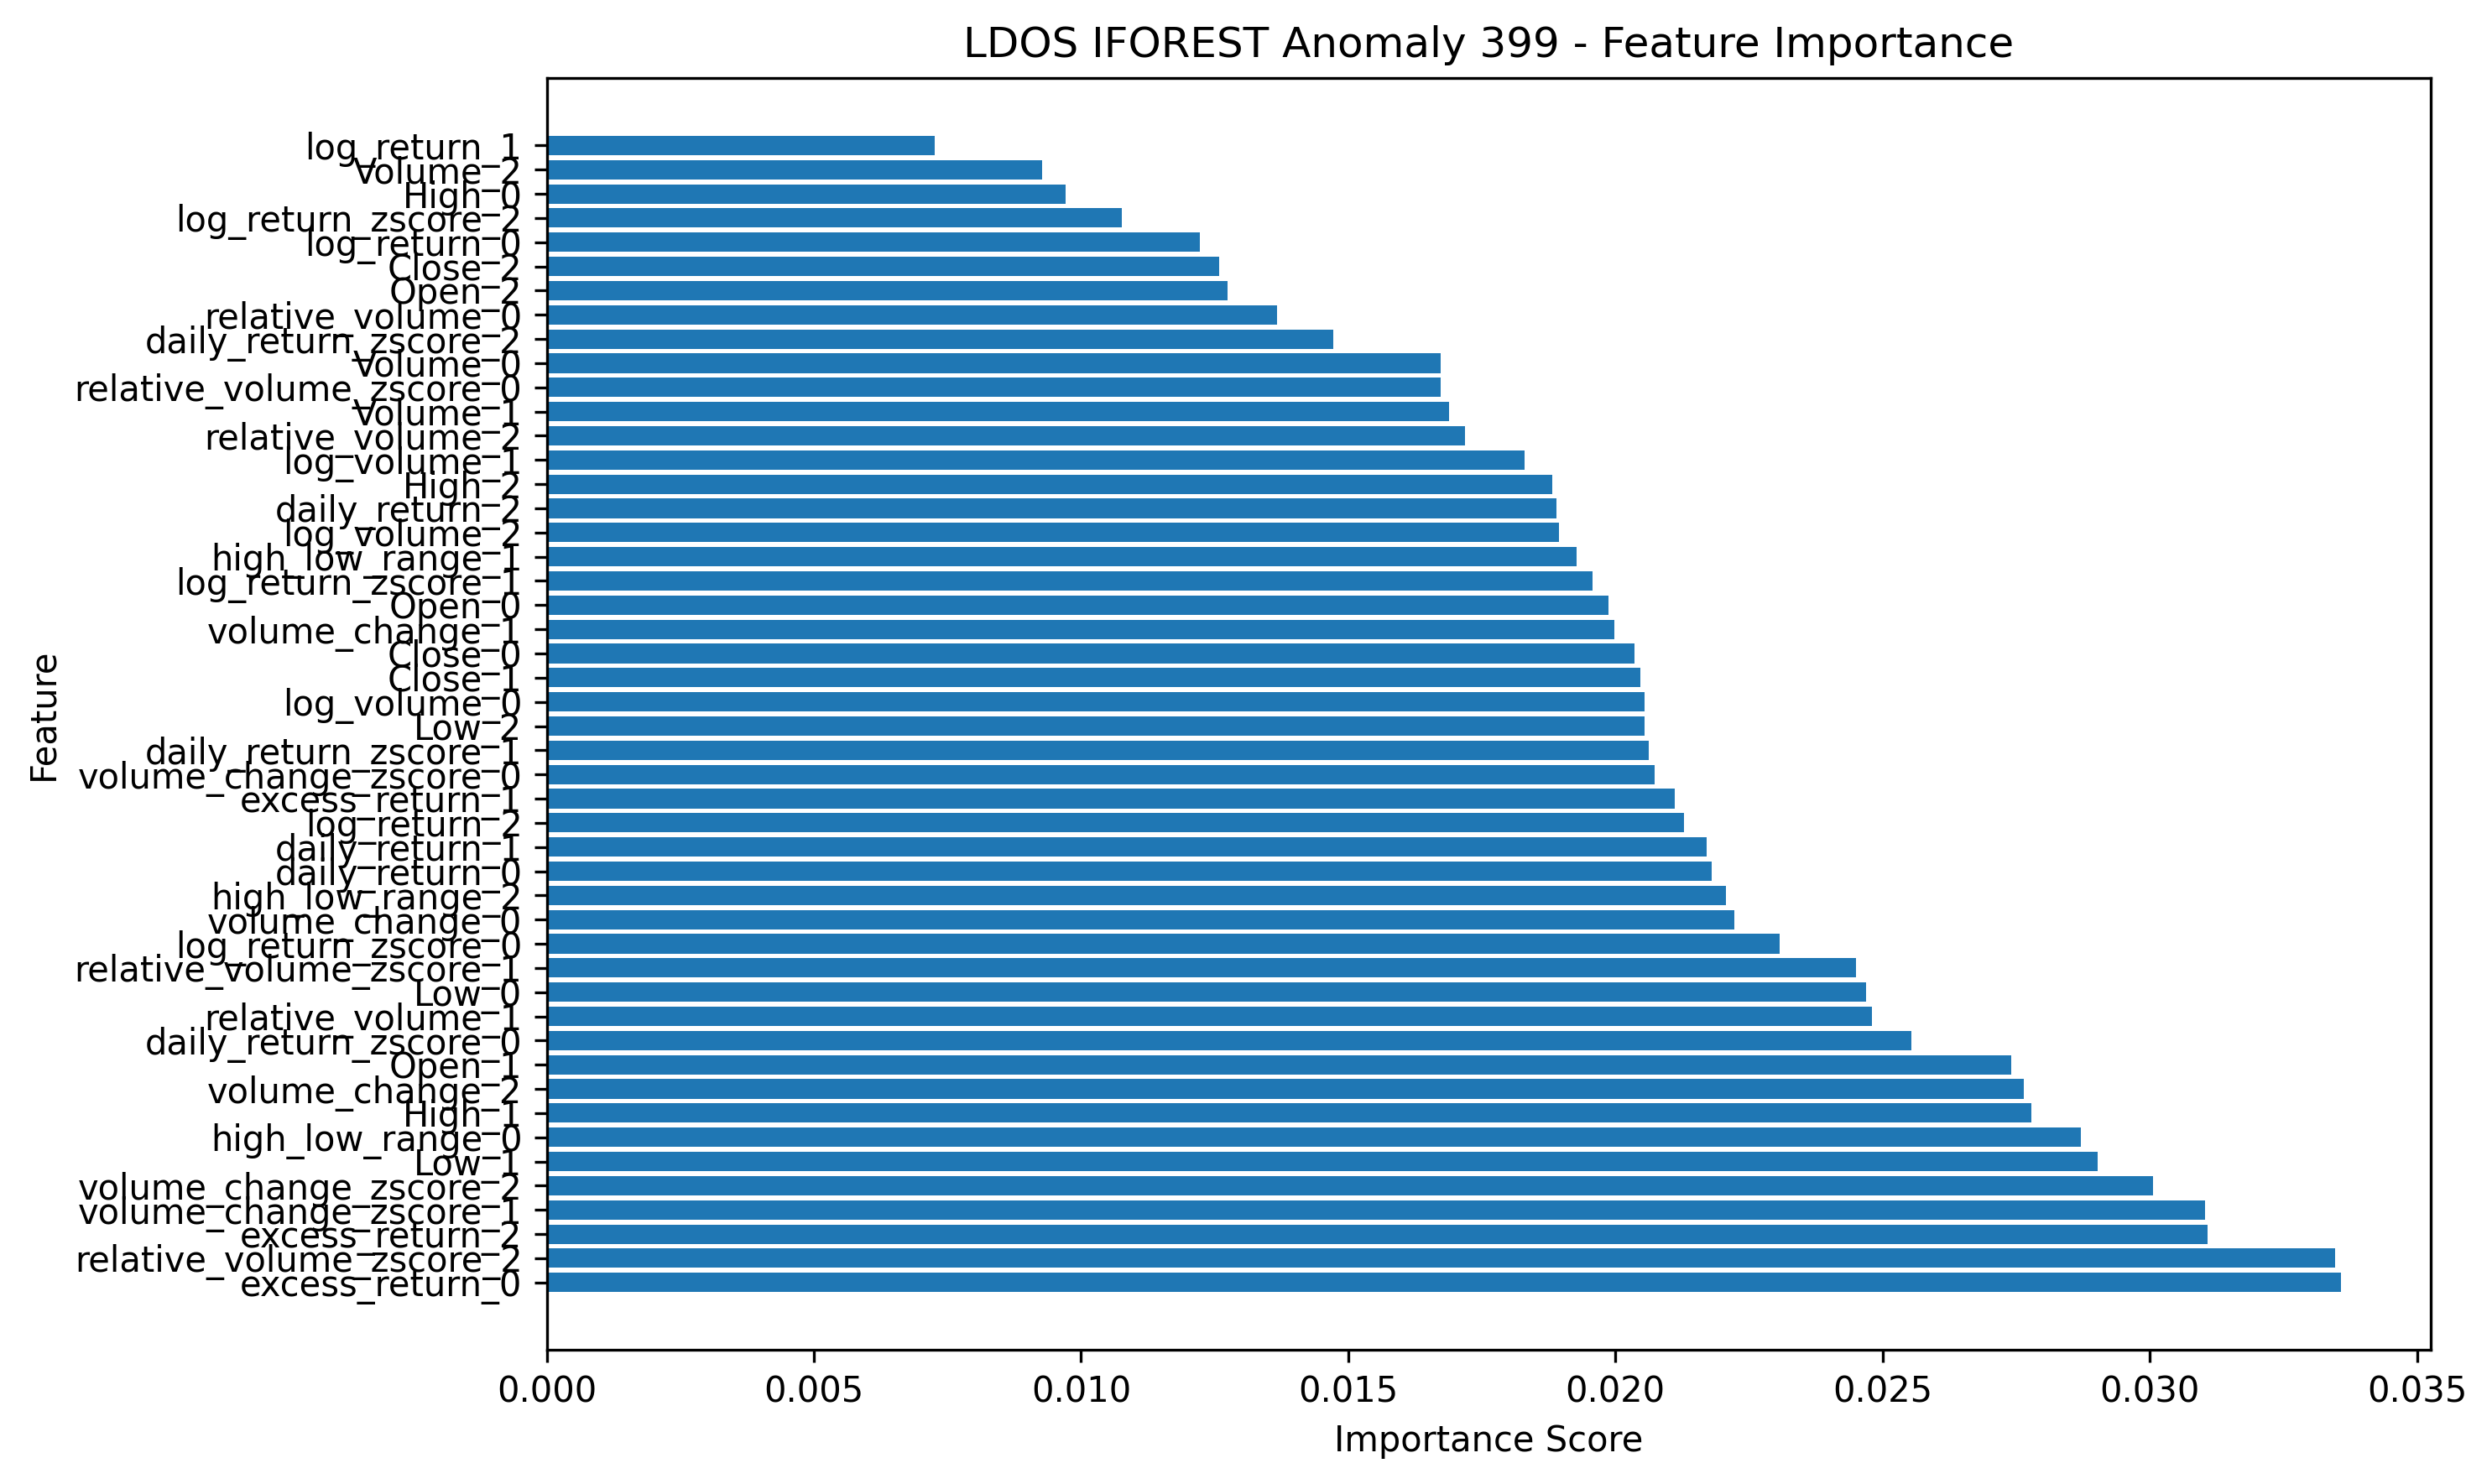 LDOS IFOREST Anomaly 399 - Feature Importance
log_return_1
Volume_2
High_0
log_return_zscore_2
log_return_0
Close_2
Open_2
relative_volume_0
daily_return_zscore_2
Volume_0
relative_volume_zscore_0
Volume_1
relative_volume_2
log_volume_1
High_2
daily_return_2
log_volume_2
high_low_range_1
log_return_zscore_1
Open_0
volume_change_1
Close_0
Close_1
log_volume_0
Low_2
daily_return_zscore_1
volume_change_zscore_0
excess_return_1
log_return_2
daily_return_1
daily_return_0
high_low_range_2
volume_change_0
log_return_zscore_0
relative_volume_zscore_1
Low_0
relative_volume_1
daily_return_zscore_0
Open_1
volume_change_2
High_1
high_low_range_0
Low_1
volume_change_zscore_2
volume_change_zscore_1
excess_return_2
relative_volume_zscore_2
excess_return_0
Feature
0.000 0.005 0.010 0.015 0.020 0.025 0.030 0.035
Importance Score